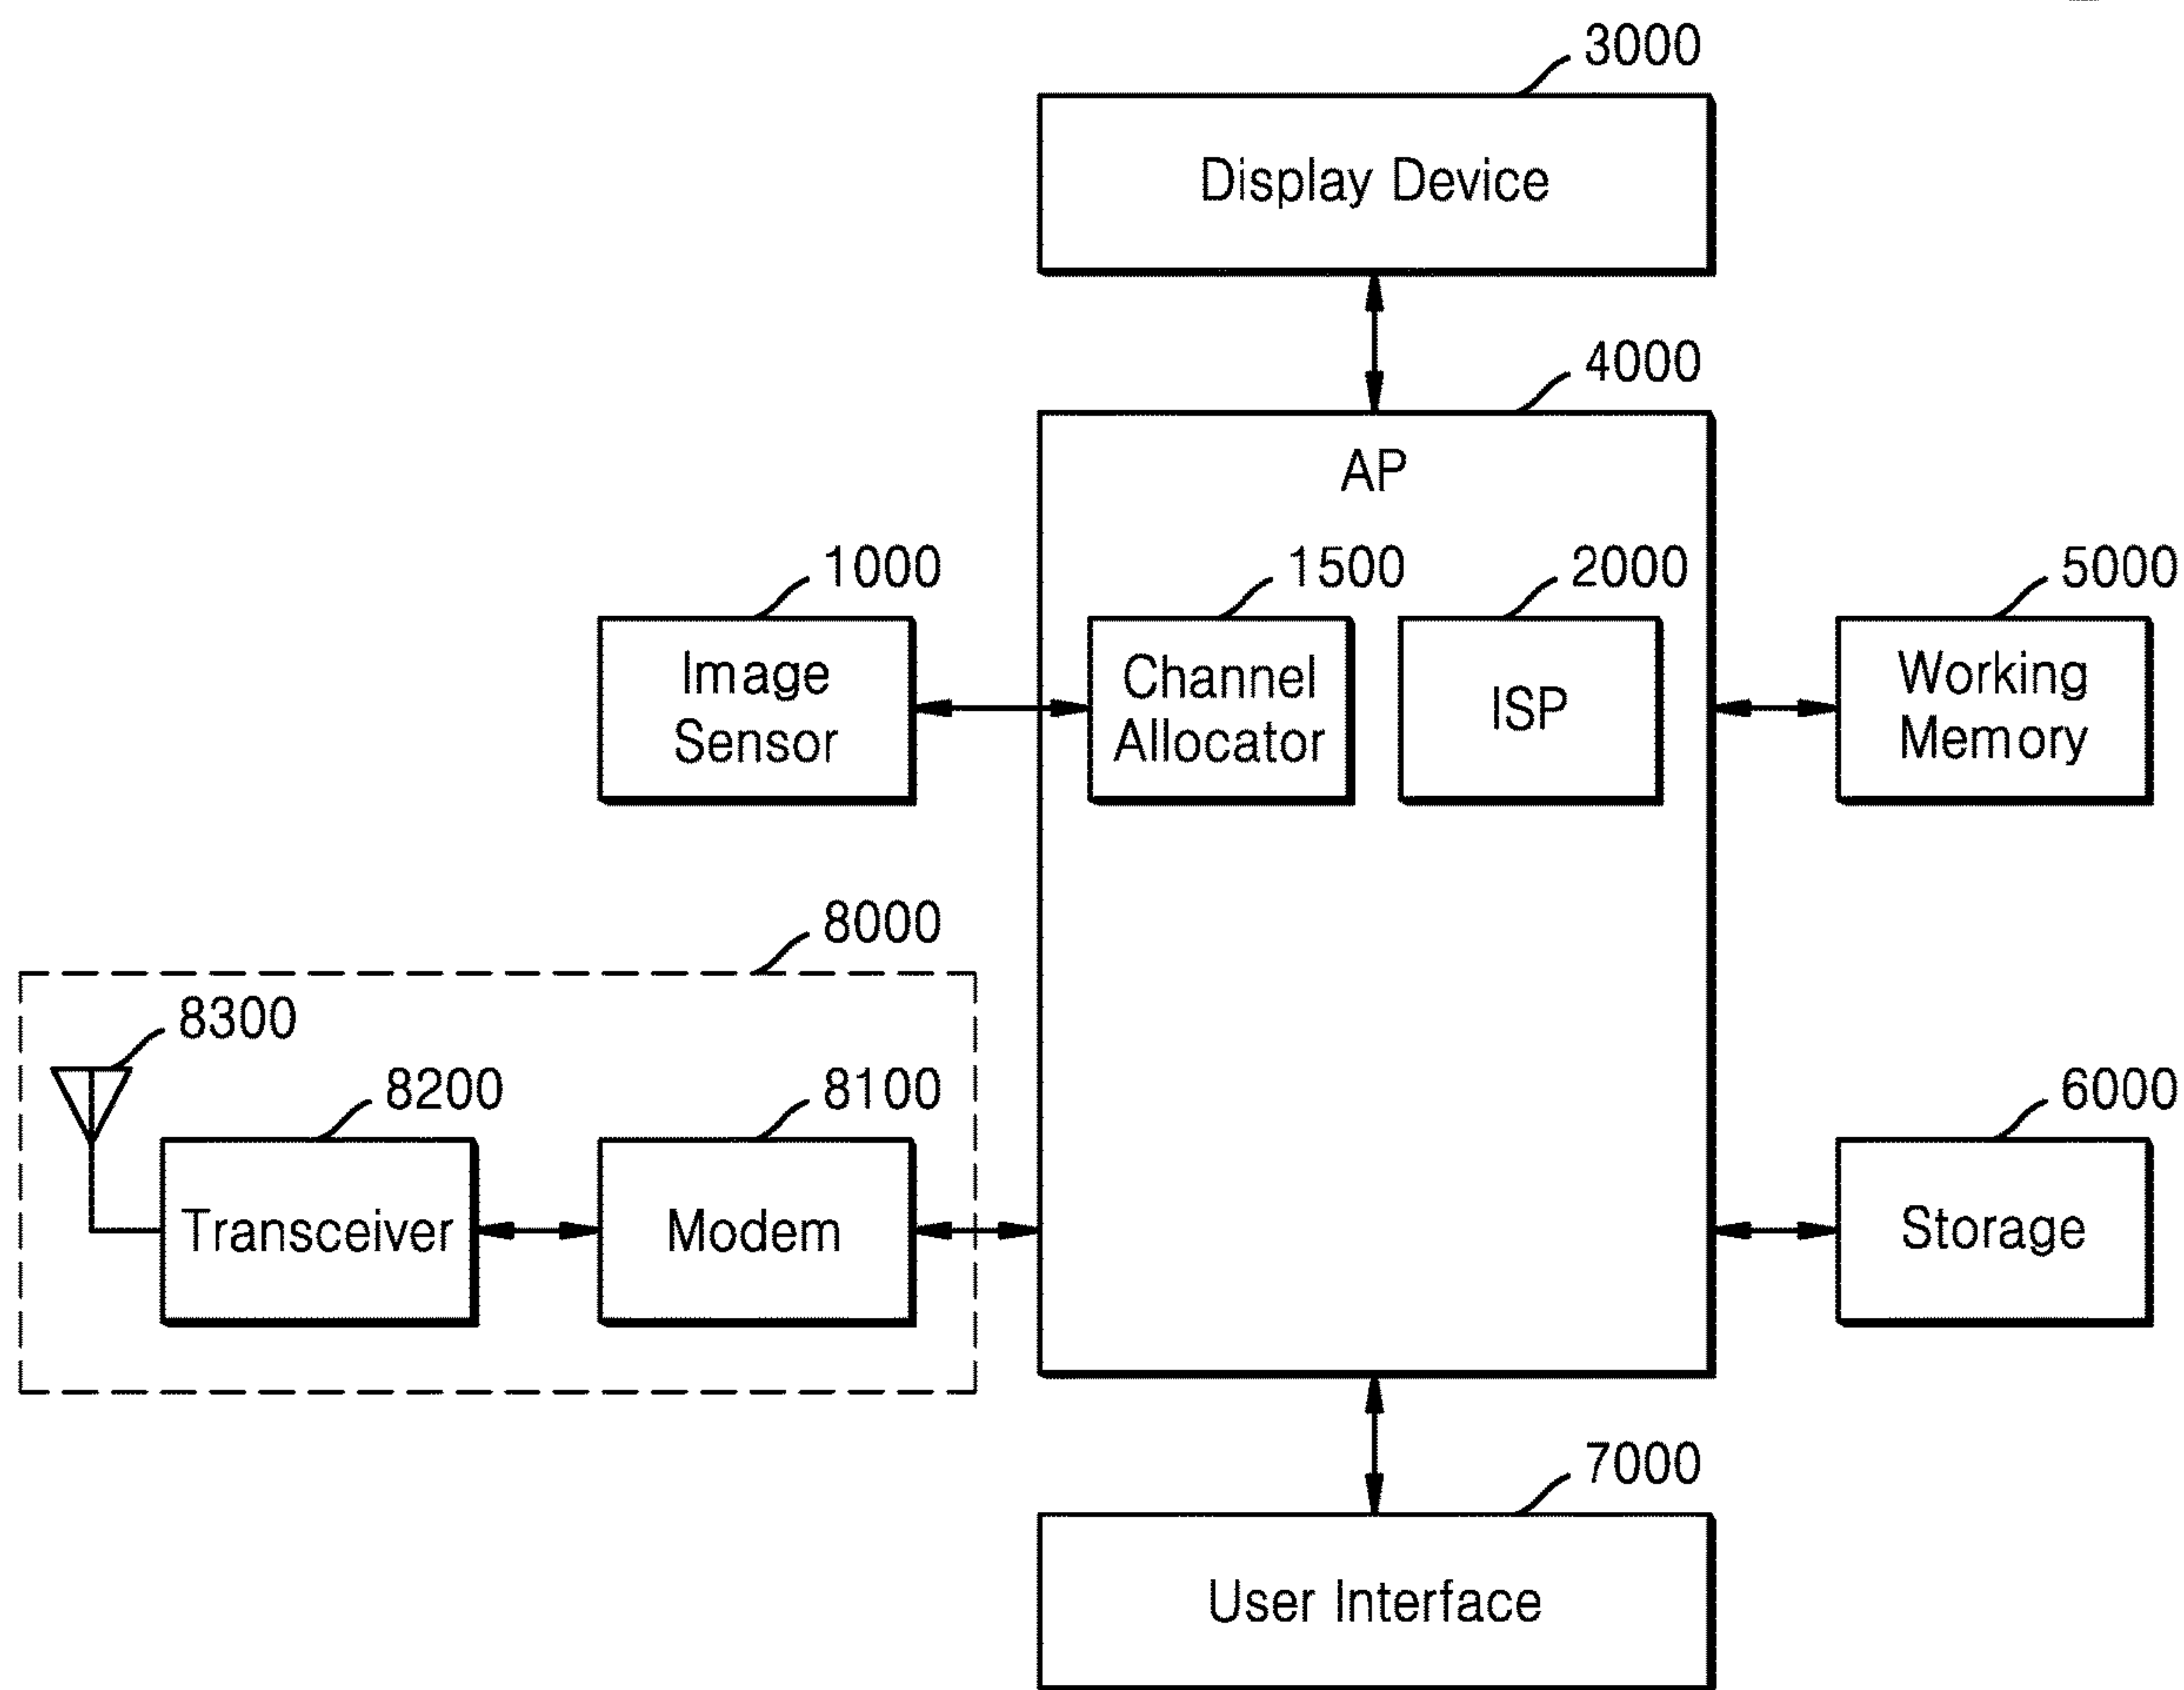 3000
Display Device
4000
AP
1000
1500
2000
5000
Image
Sensor
Channel
Allocator
ISP
Working
Memory
8000
8300
8200
8100
6000
Transceiver
Modem
Storage
7000
User Interface